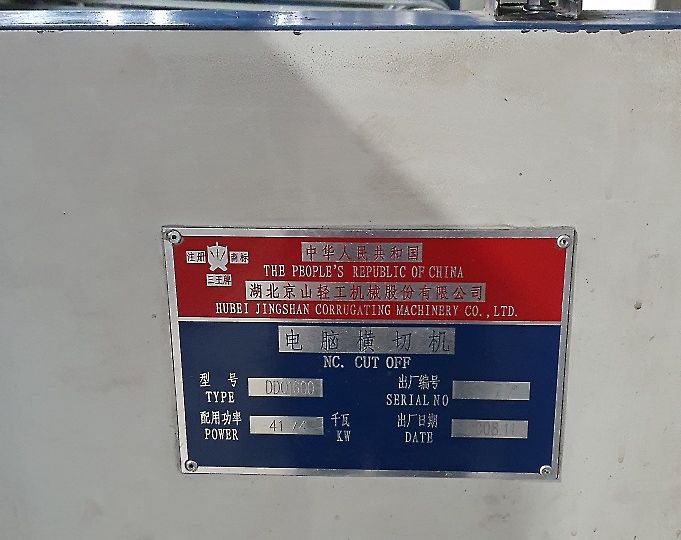 注册 商标
三王牌
中华人民共和国
THE PEOPLE'S REPUBLIC OF CHINA
湖北京山轻工机械股份有限公司
HUBEI JINGSHAN CORRUGATING MACHINERY CO., LTD.
电脑横切机
NC. CUT OFF
型号 出厂编号
TYPE SERIAL NO
配用功率 千瓦 出厂日期
POWER KW DATE